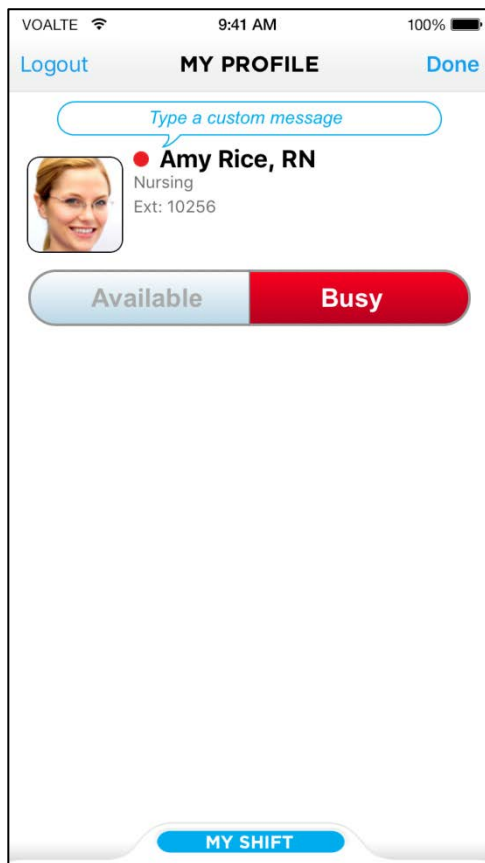 VOALTE 9:41 AM 100%
Logout MY PROFILE Done
Type a custom message
Amy Rice, RN
Nursing
Ext: 10256
Available Busy
MY SHIFT